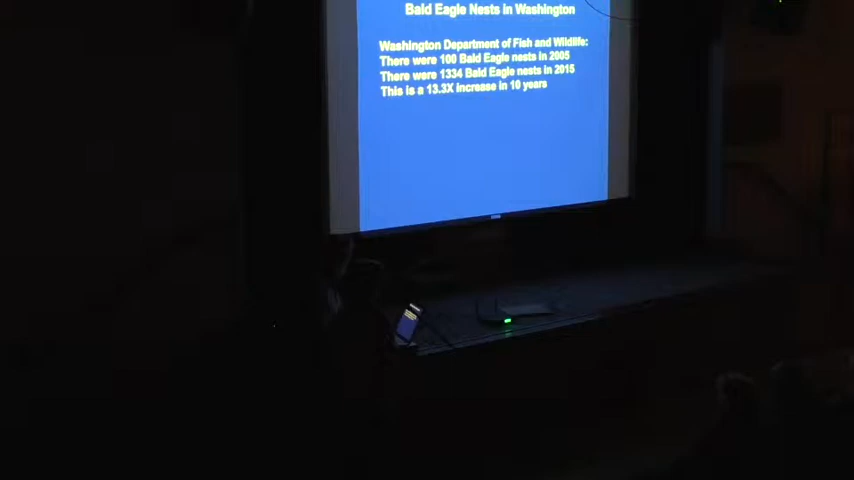 Bald Eagle Nests in Washington
Washington Department of Fish and Wildlife:
There were 100 Bald Eagle nests in 2005
There were 1334 Bald Eagle nests in 2015
This is a 13.3X increase in 10 years